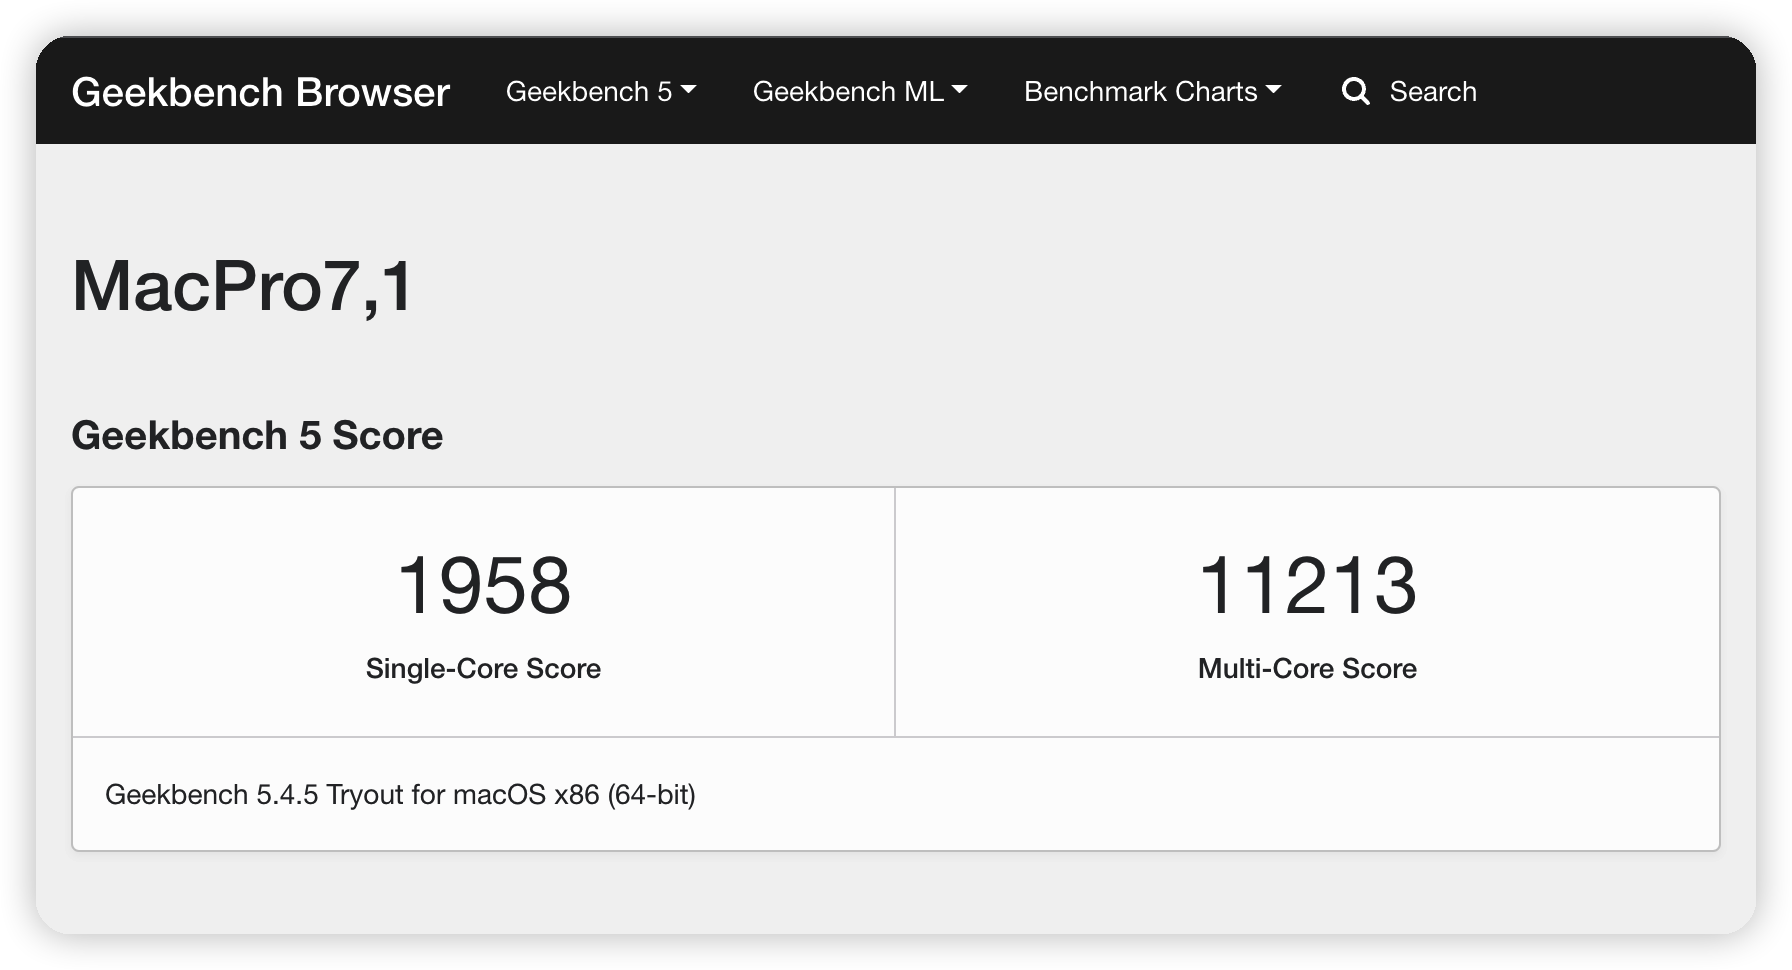 Geekbench Browser Geekbench 5 Geekbench ML Benchmark Charts Search
MacPro7,1
Geekbench 5 Score
1958 11213
Single-Core Score Multi-Core Score
Geekbench 5.4.5 Tryout for macOS x86 (64-bit)